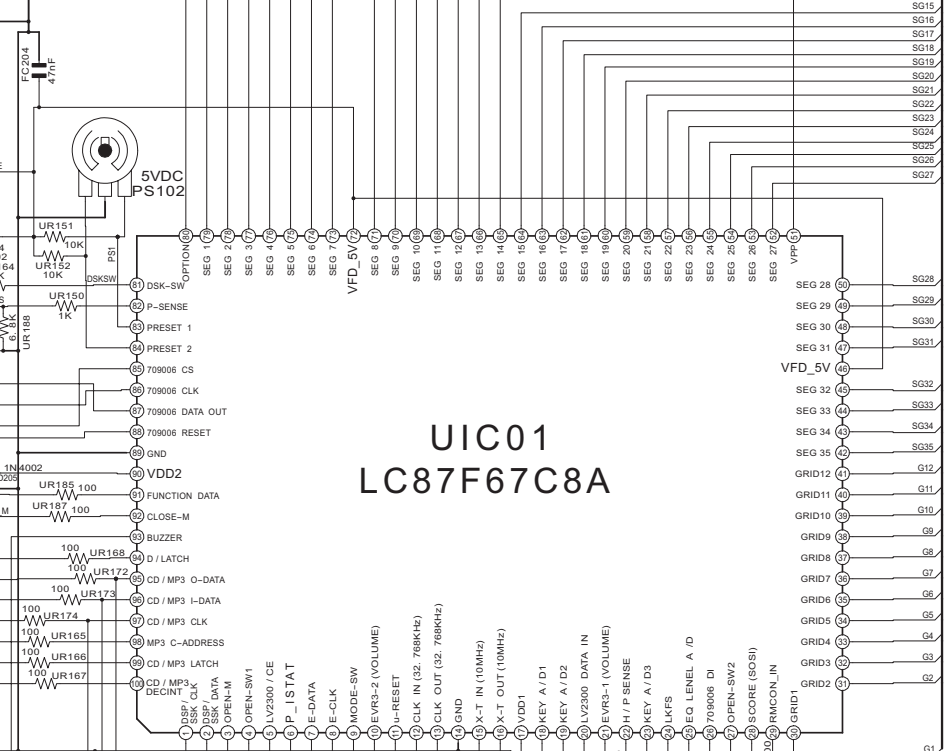 SG15
SG16
SG17
SG18
SG19
SG20
SG21
SG22
SG23
SG24
SG25
SG26
SG27
FC204
47nF
5VDC
PS102
UR151
10K
UR152
10K
PS1
DSKSW
UR150
1K
6.8K
UR188
1N4002
UR185 100
UR187 100
100 UR168
100 UR172
100 UR173
100 UR174
100 UR165
100 UR166
100 UR167
80 OPTION
79 SEG 1
78 SEG 2
77 SEG 3
76 SEG 4
75 SEG 5
74 SEG 6
73 SEG 7
72 VFD_5V
71 SEG 8
70 SEG 9
69 SEG 10
68 SEG 11
67 SEG 12
66 SEG 13
65 SEG 14
64 SEG 15
63 SEG 16
62 SEG 17
61 SEG 18
60 SEG 19
59 SEG 20
58 SEG 21
57 SEG 22
56 SEG 23
55 SEG 24
54 SEG 25
53 SEG 26
52 SEG 27
51 VPP
81 DSK-SW
82 P-SENSE
83 PRESET 1
84 PRESET 2
85 709006 CS
86 709006 CLK
87 709006 DATA OUT
88 709006 RESET
89 GND
90 VDD2
91 FUNCTION DATA
92 CLOSE-M
93 BUZZER
94 D / LATCH
95 CD / MP3 O-DATA
96 CD / MP3 I-DATA
97 CD / MP3 CLK
98 MP3 C-ADDRESS
99 CD / MP3 LATCH
100 CD / MP3
DECINT
UIC01
LC87F67C8A
SEG 28 50 SG28
SEG 29 49 SG29
SEG 30 48 SG30
SEG 31 47 SG31
VFD_5V 46
SEG 32 45 SG32
SEG 33 44 SG33
SEG 34 43 SG34
SEG 35 42 SG35
GRID12 41 G12
GRID11 40 G11
GRID10 39 G10
GRID9 38 G9
GRID8 37 G8
GRID7 36 G7
GRID6 35 G6
GRID5 34 G5
GRID4 33 G4
GRID3 32 G3
GRID2 31 G2
1 DSP / SSK CLK
2 DSP / SSK DATA
3 OPEN-M
4 OPEN-SW1
5 LV2300 / CE
6 P_ISTAT
7 E-DATA
8 E-CLK
9 MODE-SW
10 EVR3-2 (VOLUME)
11 u-RESET
12 CLK IN (32. 768KHz)
13 CLK OUT (32. 768KHz)
14 GND
15 X-T IN (10MHz)
16 X-T OUT (10MHz)
17 VDD1
18 KEY A / D1
19 KEY A / D2
20 LV2300 DATA IN
21 EVR3-1 (VOLUME)
22 H / P SENSE
23 KEY A / D3
24 LKFS
25 EQ LENEL A /D
26 709006 DI
27 OPEN-SW2
28 SCORE (SOSI)
29 RMCON_IN
30 GRID1
G1